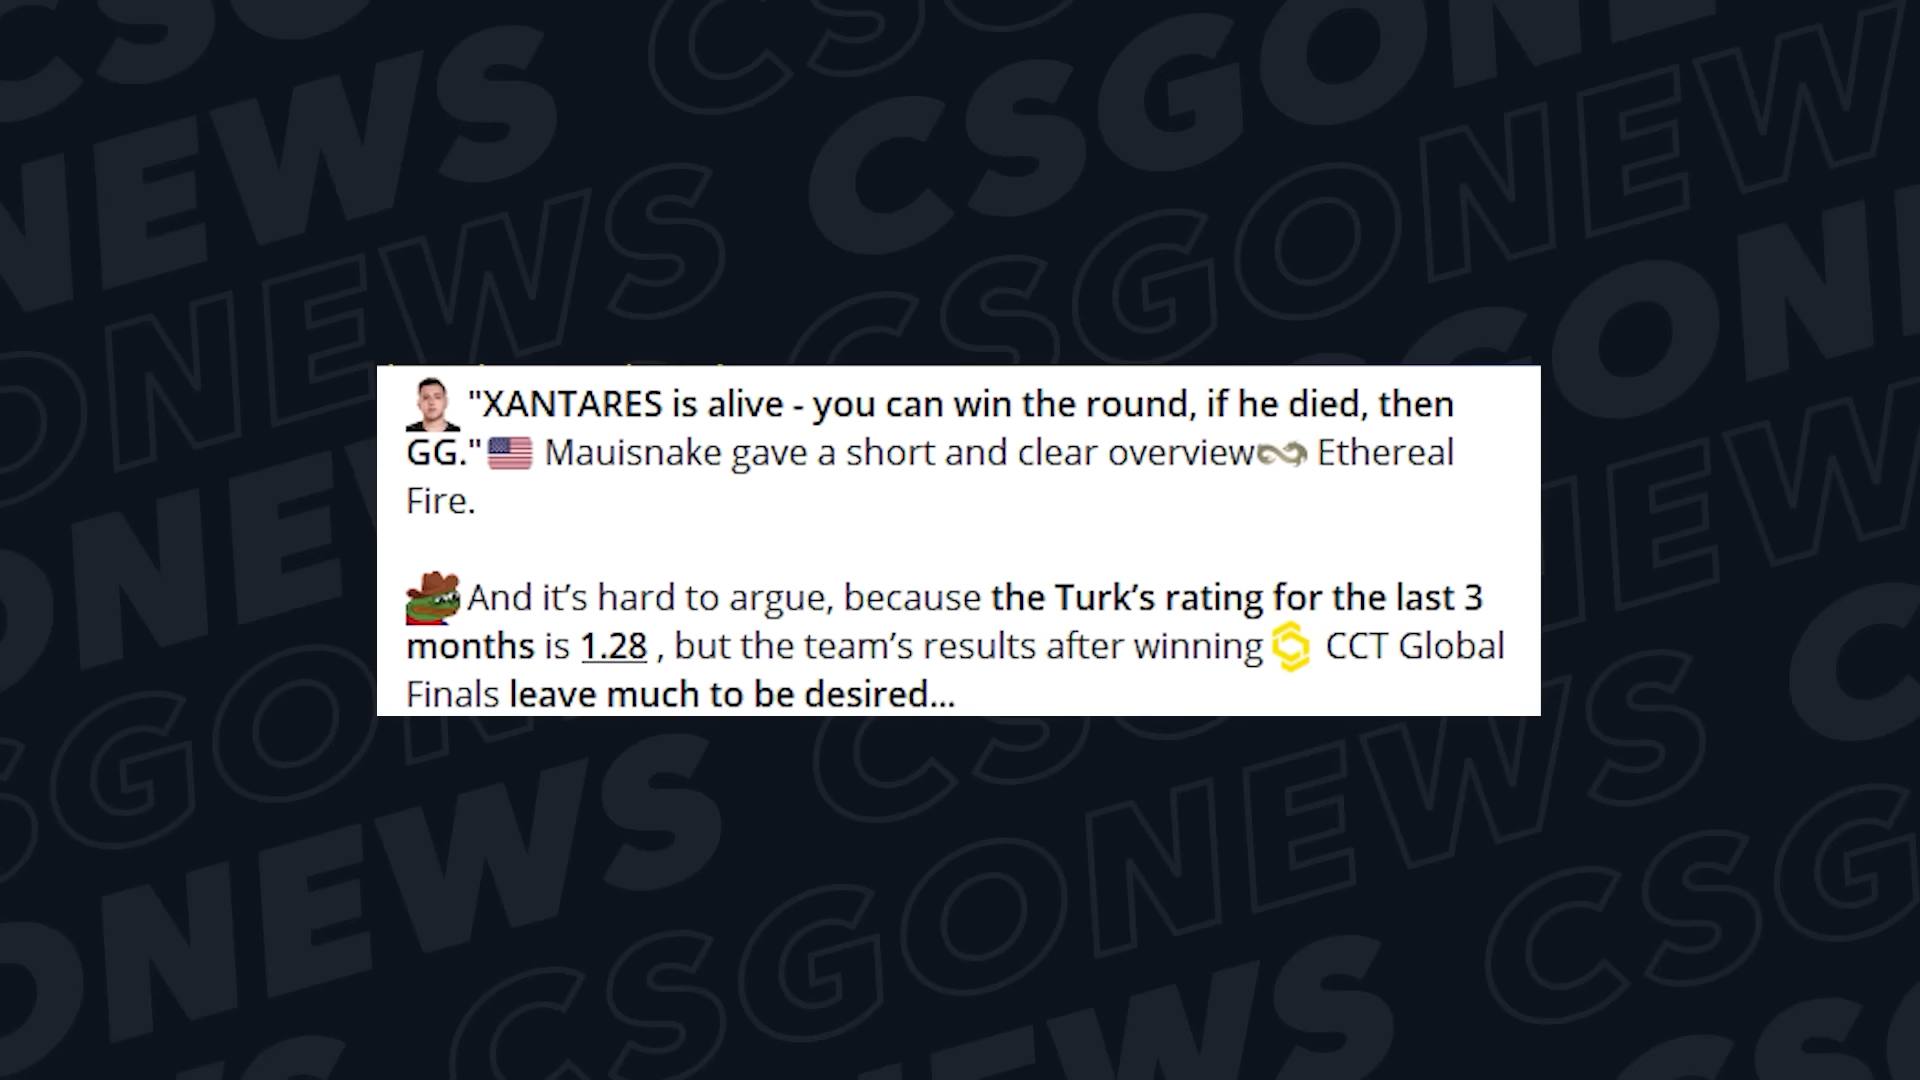 "XANTARES is alive - you can win the round, if he died, then
GG." Mauisnake gave a short and clear overview Ethereal
Fire.
And it’s hard to argue, because the Turk’s rating for the last 3
months is 1.28 , but the team’s results after winning CCT Global
Finals leave much to be desired...
CSGONEWS